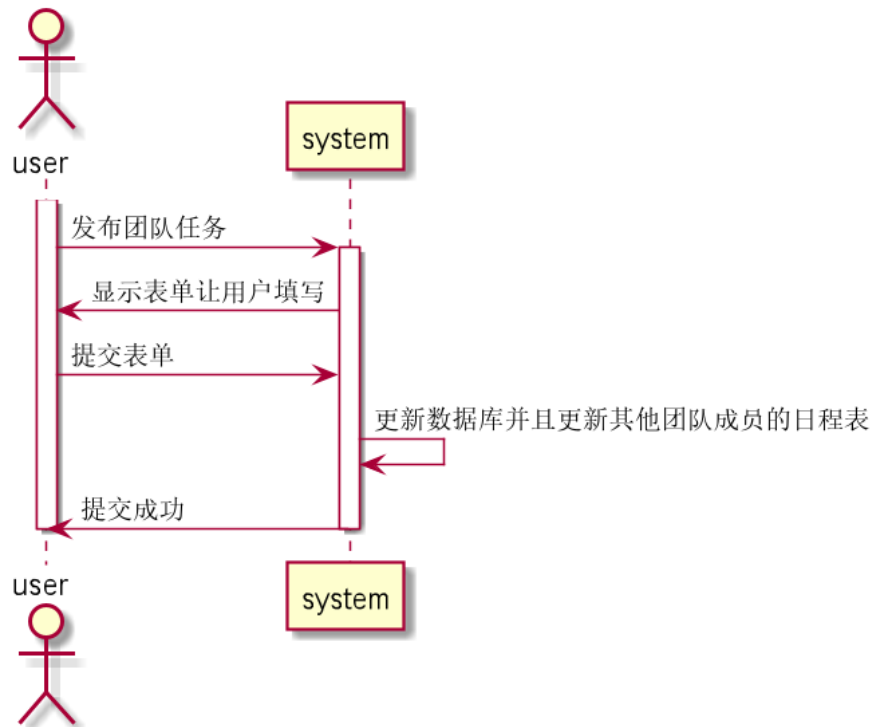 user
system
发布团队任务
显示表单让用户填写
提交表单
更新数据库并且更新其他团队成员的日程表
提交成功
user
system